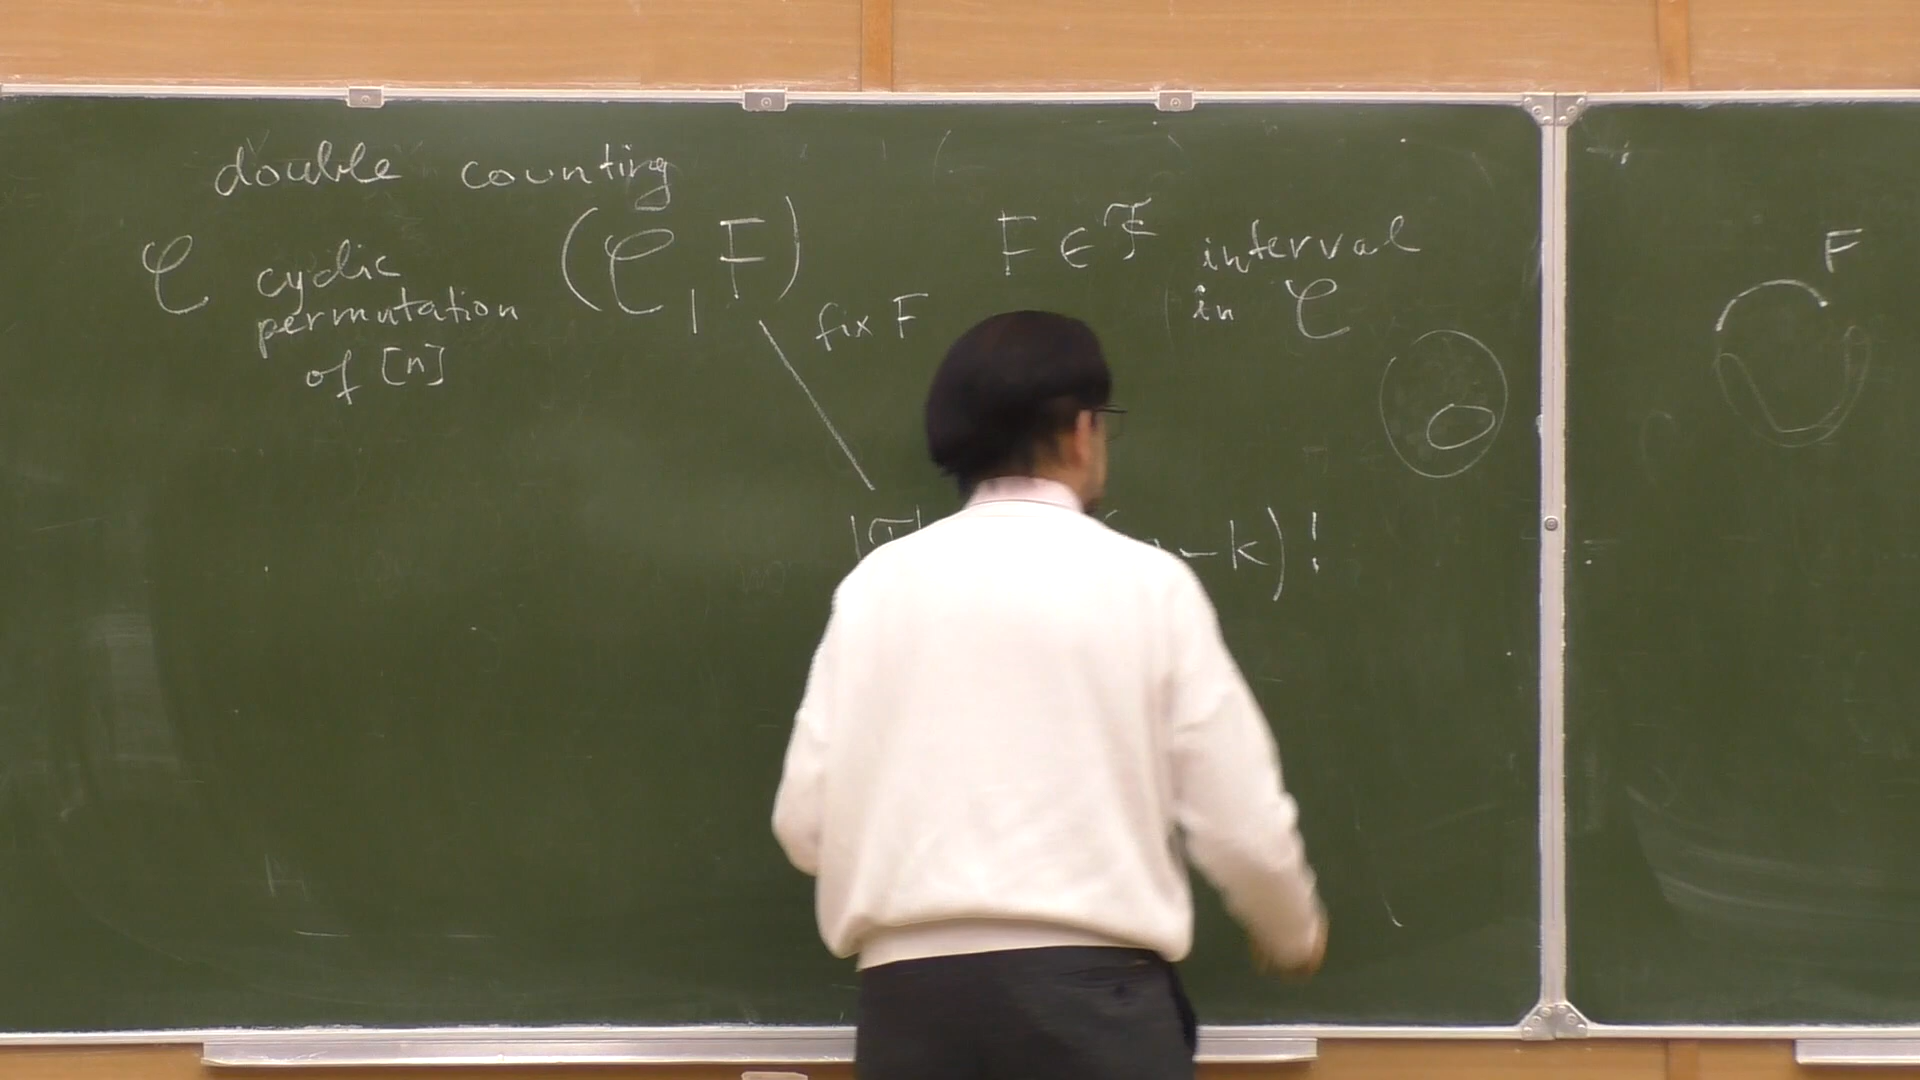 double counting
𝒞 cyclic permutation of [n]
(𝒞, F)
F ∈ ℱ interval in 𝒞
fix F
|ℱ|
-k)!
F